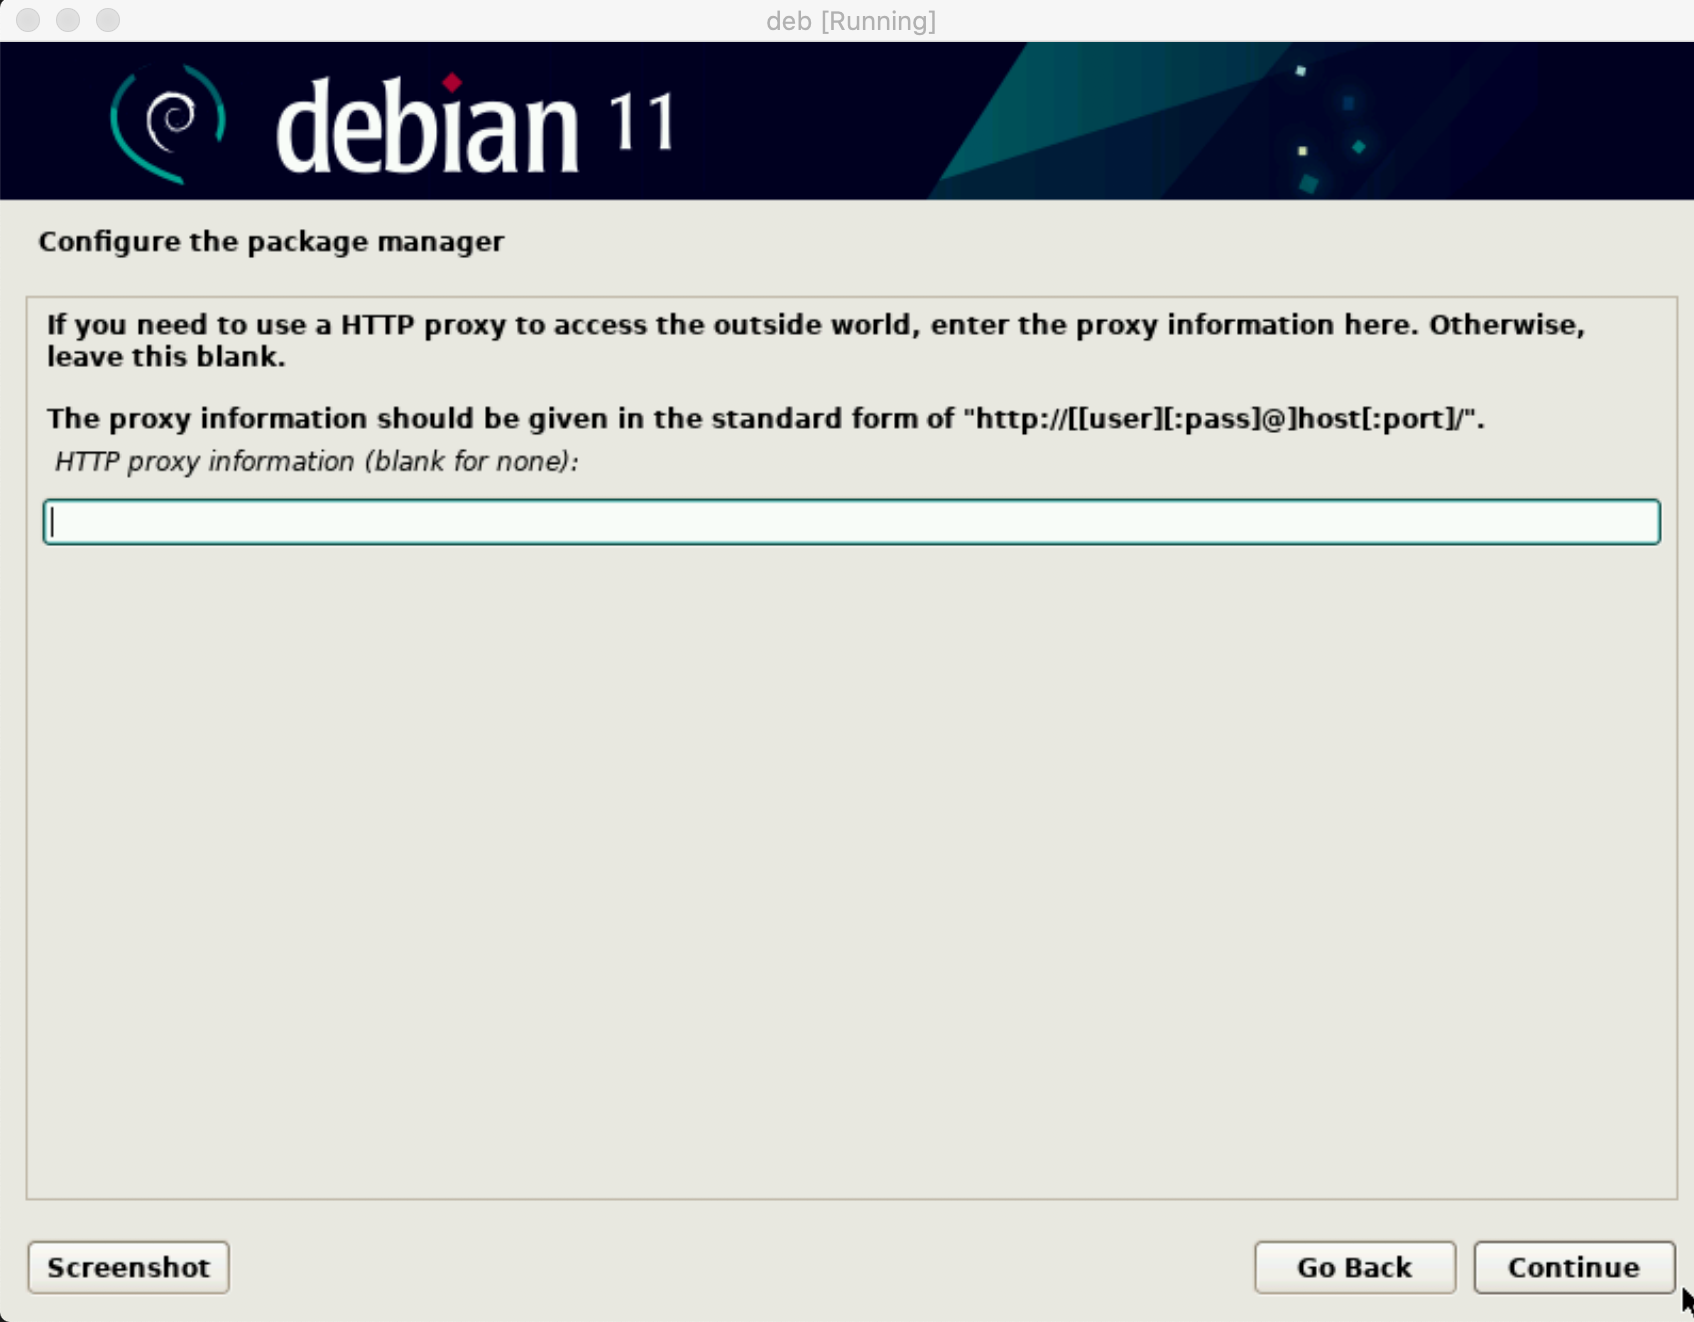 deb [Running]
debian 11
Configure the package manager
If you need to use a HTTP proxy to access the outside world, enter the proxy information here. Otherwise,
leave this blank.
The proxy information should be given in the standard form of "http://[[user][:pass]@]host[:port]/".
HTTP proxy information (blank for none):
Screenshot
Go Back
Continue